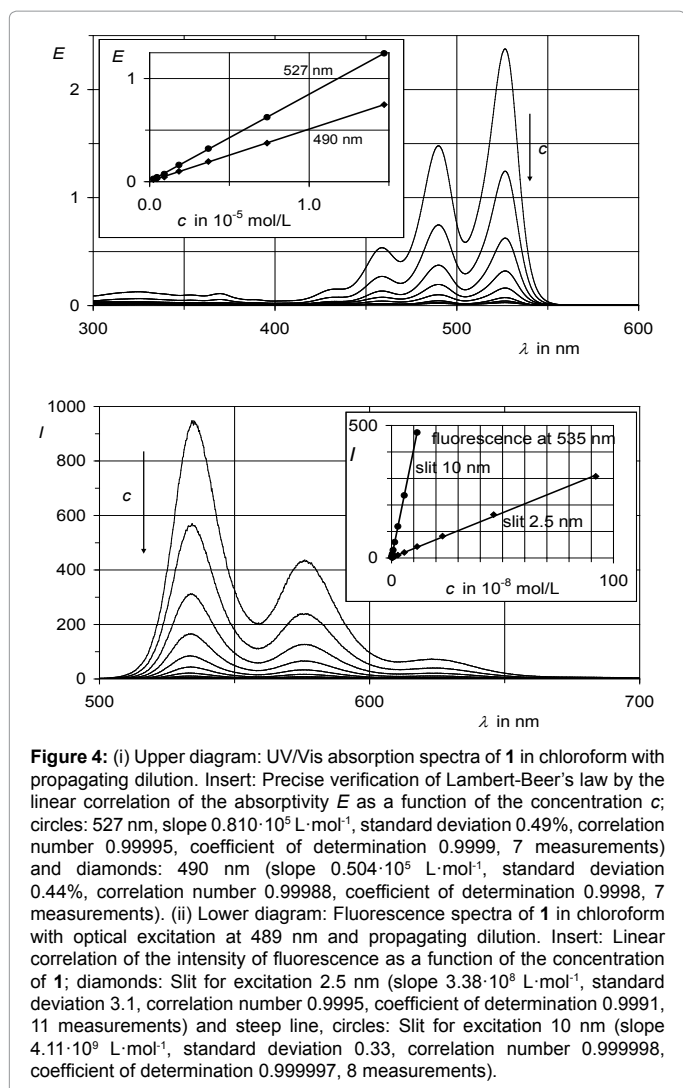 E
2
1
0
300
400
500
600
λ in nm
c
E
1
0
527 nm
490 nm
0.0
1.0
c in 10⁻⁵ mol/L
1000
I
800
600
400
200
0
c
500
600
700
λ in nm
500
I
0
fluorescence at 535 nm
slit 10 nm
slit 2.5 nm
0
100
c in 10⁻⁸ mol/L
Figure 4: (i) Upper diagram: UV/Vis absorption spectra of 1 in chloroform with
propagating dilution. Insert: Precise verification of Lambert-Beer’s law by the
linear correlation of the absorptivity E as a function of the concentration c;
circles: 527 nm, slope 0.810·10⁵ L·mol⁻¹, standard deviation 0.49%, correlation
number 0.99995, coefficient of determination 0.9999, 7 measurements)
and diamonds: 490 nm (slope 0.504·10⁵ L·mol⁻¹, standard deviation
0.44%, correlation number 0.99988, coefficient of determination 0.9998, 7
measurements). (ii) Lower diagram: Fluorescence spectra of 1 in chloroform
with optical excitation at 489 nm and propagating dilution. Insert: Linear
correlation of the intensity of fluorescence as a function of the concentration
of 1; diamonds: Slit for excitation 2.5 nm (slope 3.38·10⁸ L·mol⁻¹, standard
deviation 3.1, correlation number 0.9995, coefficient of determination 0.9991,
11 measurements) and steep line, circles: Slit for excitation 10 nm (slope
4.11·10⁹ L·mol⁻¹, standard deviation 0.33, correlation number 0.999998,
coefficient of determination 0.999997, 8 measurements).